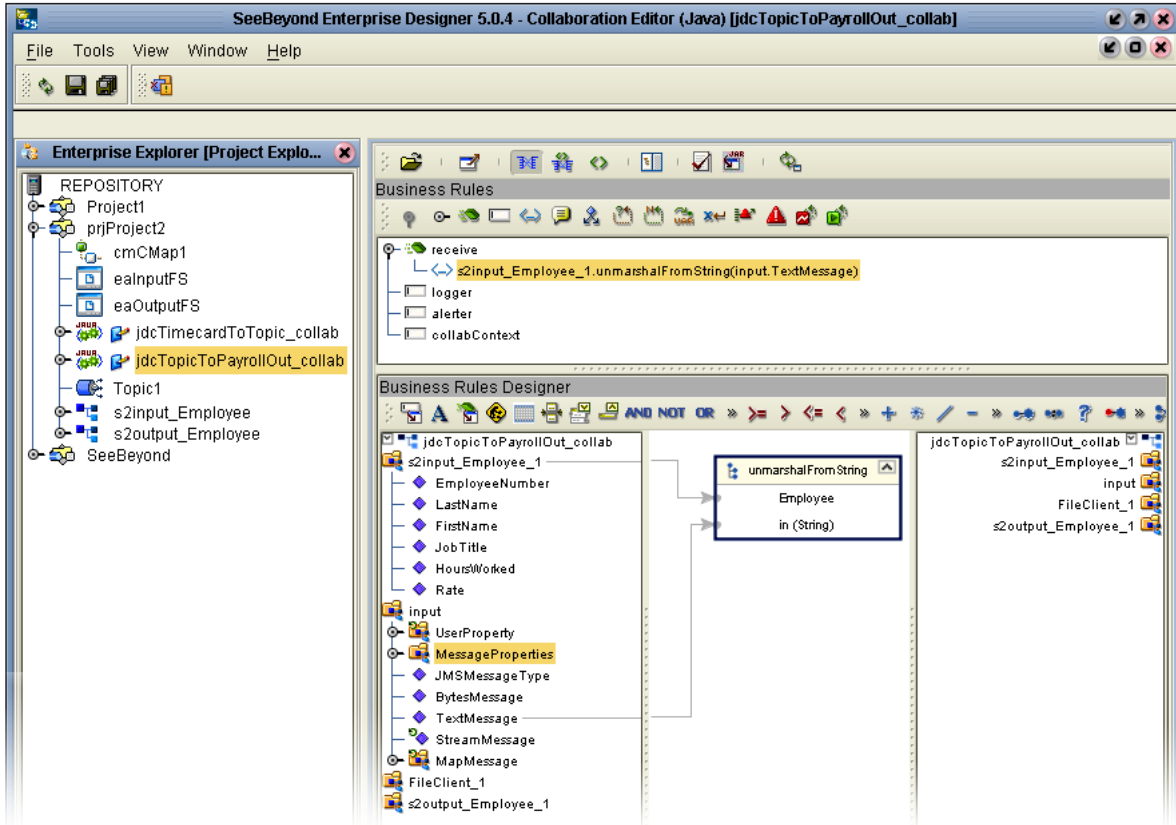 SeeBeyond Enterprise Designer 5.0.4 - Collaboration Editor (Java) [jdcTopicToPayrollOut_collab]
File Tools View Window Help
Enterprise Explorer [Project Explo...
REPOSITORY
Project1
prjProject2
cmCMap1
eaInputFS
eaOutputFS
JAVA jdcTimecardToTopic_collab
JAVA jdcTopicToPayrollOut_collab
Topic1
s2input_Employee
s2output_Employee
SeeBeyond
JAR
Business Rules
receive
s2input_Employee_1.unmarshalFromString(input.TextMessage)
logger
alerter
collabContext
Business Rules Designer
A AND NOT OR » >= > <= < » + * / - » ? »
jdcTopicToPayrollOut_collab
s2input_Employee_1
EmployeeNumber
LastName
FirstName
JobTitle
HoursWorked
Rate
input
UserProperty
MessageProperties
JMSMessageType
BytesMessage
TextMessage
StreamMessage
MapMessage
FileClient_1
s2output_Employee_1
unmarshalFromString
Employee
in (String)
jdcTopicToPayrollOut_collab
s2input_Employee_1
input
FileClient_1
s2output_Employee_1